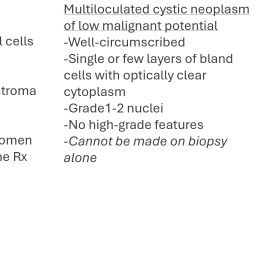 Multiloculated cystic neoplasm
of low malignant potential
l cells
-Well-circumscribed
-Single or few layers of bland
cells with optically clear
stroma
cytoplasm
-Grade1-2 nuclei
-No high-grade features
omen
-Cannot be made on biopsy
ne Rx
alone